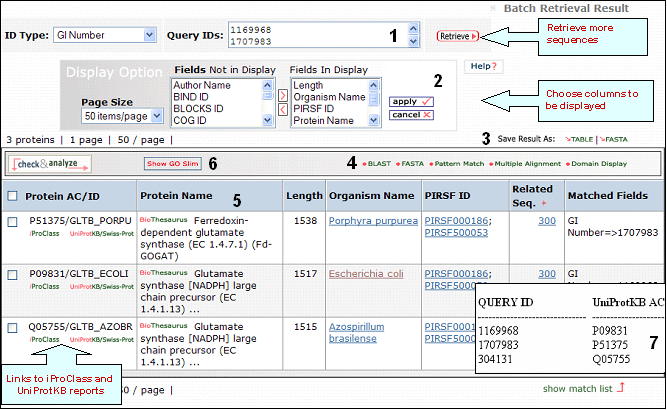 Batch Retrieval Result
ID Type: GI Number Query IDs: 1169968 1 Retrieve
1707983
Retrieve more
sequences
Help?
Display Option Fields Not in Display Fields In Display 2
Author Name Length
BIND ID Organism Name
BLOCKS ID PIRSF ID
COG ID Protein Name
Page Size
50 items/page
apply
cancel
Choose columns to
be displayed
3 proteins | 1 page | 50 / page | 3 Save Result As: TABLE | FASTA
check & analyze Show GO Slim 6 4 BLAST FASTA Pattern Match Multiple Alignment Domain Display
Protein AC/ID Protein Name 5 Length Organism Name PIRSF ID Related Seq. Matched Fields
P51375/GLTB_PORPU BioThesaurus Ferredoxin- 1538 Porphyra purpurea PIRSF000186; 300 GI
iProClass UniProtKB/Swiss-Prot dependent glutamate PIRSF500053 Number=>1707983
synthase (EC 1.4.7.1) (Fd-
GOGAT)
P09831/GLTB_ECOLI BioThesaurus Glutamate 1517 Escherichia coli PIRSF000186; 300 GI
iProClass UniProtKB/Swiss-Prot synthase [NADPH] large PIRSF500053
chain precursor (EC
1.4.1.13) ...
Q05755/GLTB_AZOBR BioThesaurus Glutamate 1515 Azospirillum
iProClass UniProtKB/Swiss-Prot synthase [NADPH] large brasilense
chain precursor (EC
1.4.1.13) ...
QUERY ID UniProtKB AC
1169968 P09831
1707983 P51375 7
304131 Q05755
Links to iProClass and
UniProtKB reports
50 / page |
show match list